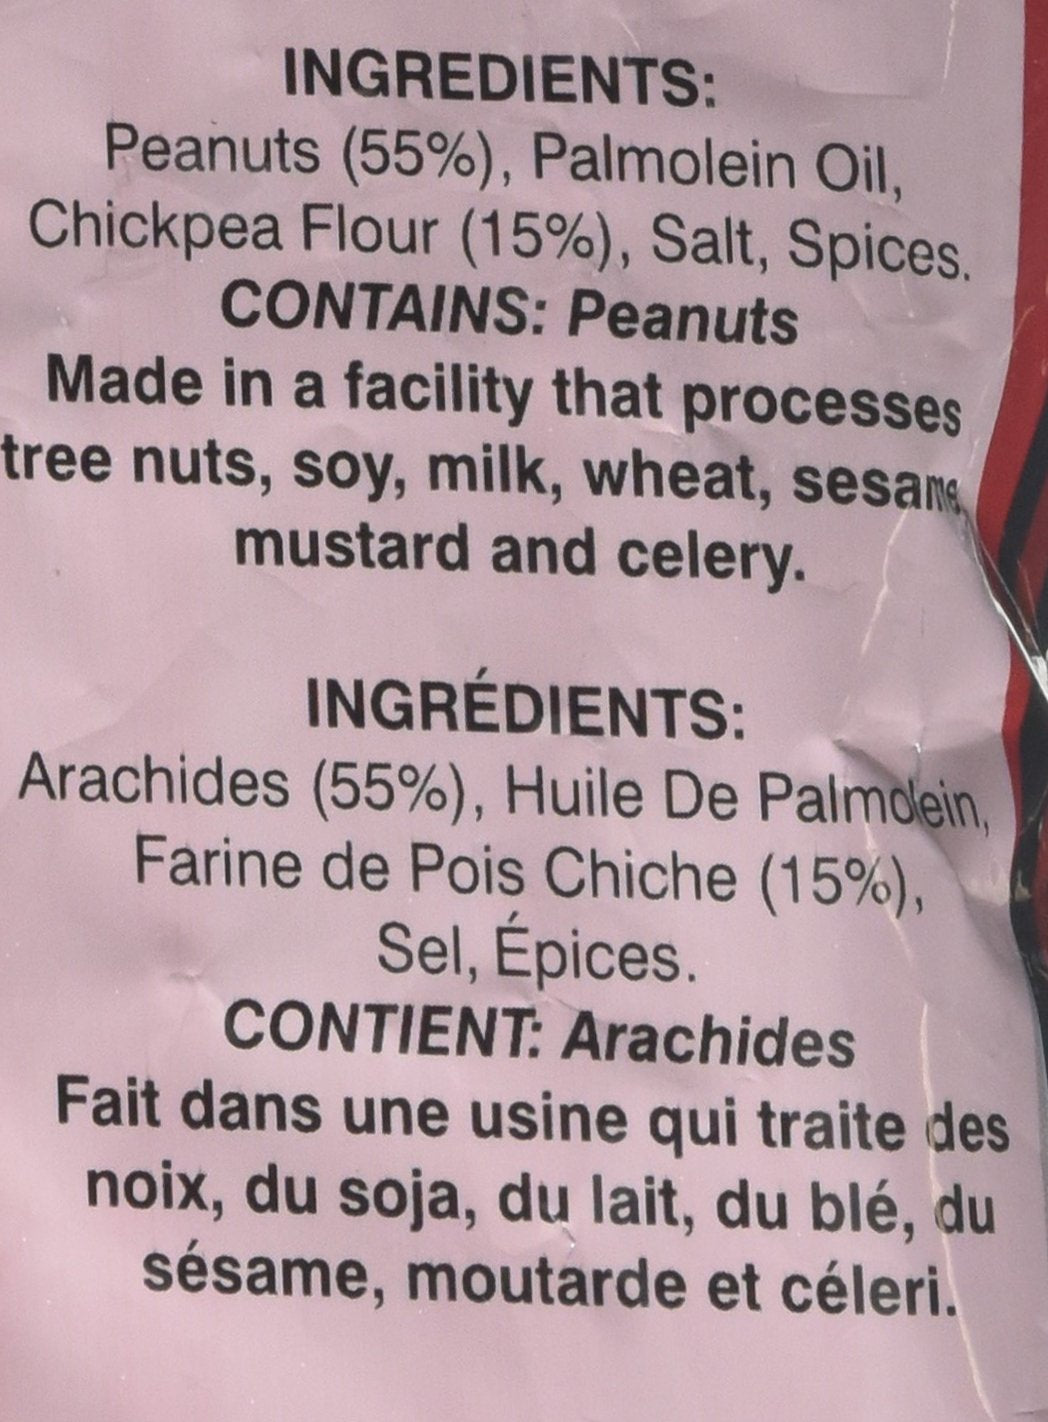 INGREDIENTS:
Peanuts (55%), Palmolein Oil,
Chickpea Flour (15%), Salt, Spices.
CONTAINS: Peanuts
Made in a facility that processes
tree nuts, soy, milk, wheat, sesame,
mustard and celery.
INGRÉDIENTS:
Arachides (55%), Huile De Palmolein,
Farine de Pois Chiche (15%),
Sel, Épices.
CONTIENT: Arachides
Fait dans une usine qui traite des
noix, du soja, du lait, du blé, du
sésame, moutarde et céleri.